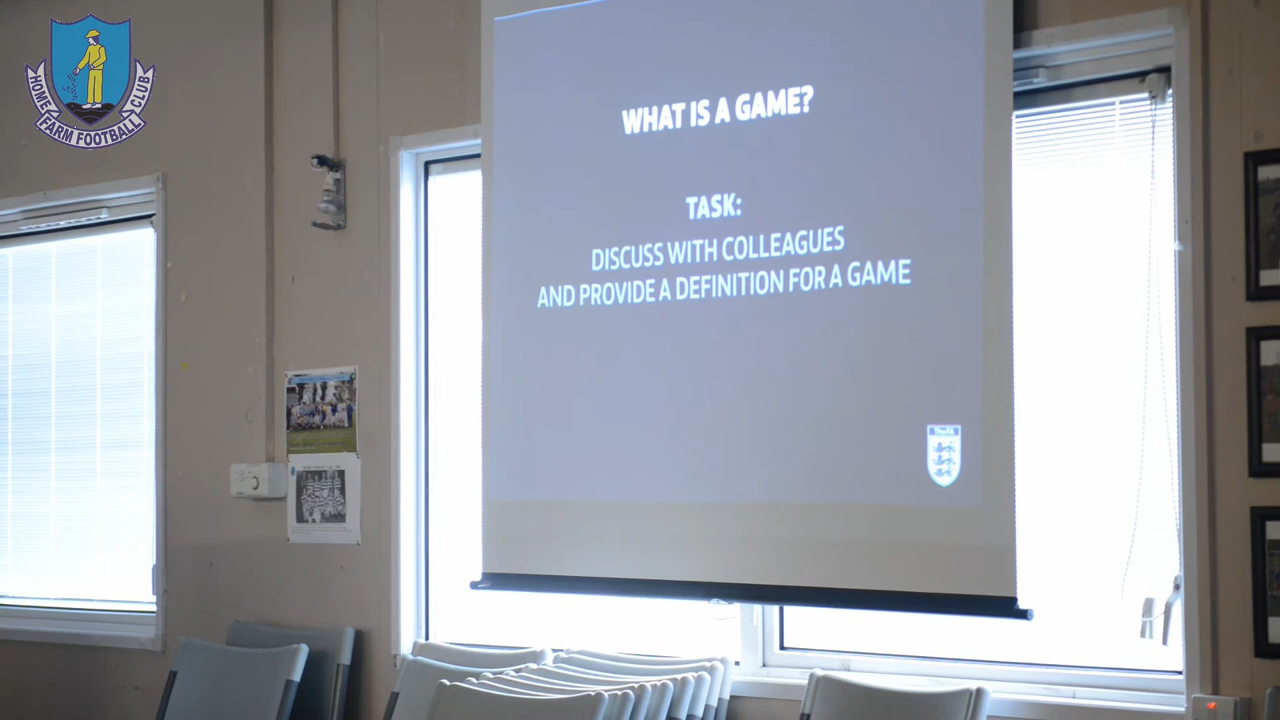 HOME FARM FOOTBALL CLUB
WHAT IS A GAME?
TASK:
DISCUSS WITH COLLEAGUES
AND PROVIDE A DEFINITION FOR A GAME